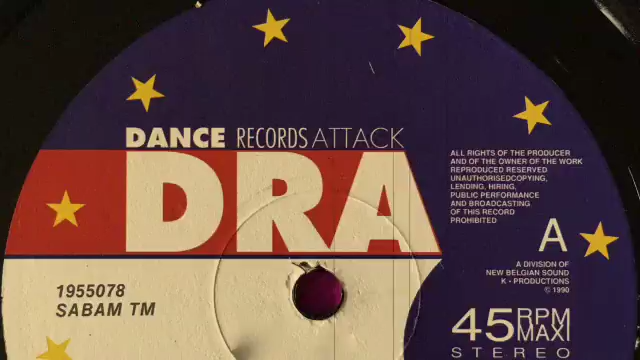 DANCE RECORDS ATTACK
DRA
ALL RIGHTS OF THE PRODUCER
AND OF THE OWNER OF THE WORK
REPRODUCED RESERVED
UNAUTHORISEDCOPYING,
LENDING, HIRING,
PUBLIC PERFORMANCE
AND BROADCASTING
OF THIS RECORD
PROHIBITED
A
A DIVISION OF
NEW BELGIAN SOUND
K - PRODUCTIONS
© 1990
1955078
SABAM TM
45 RPM
MAXI
STEREO